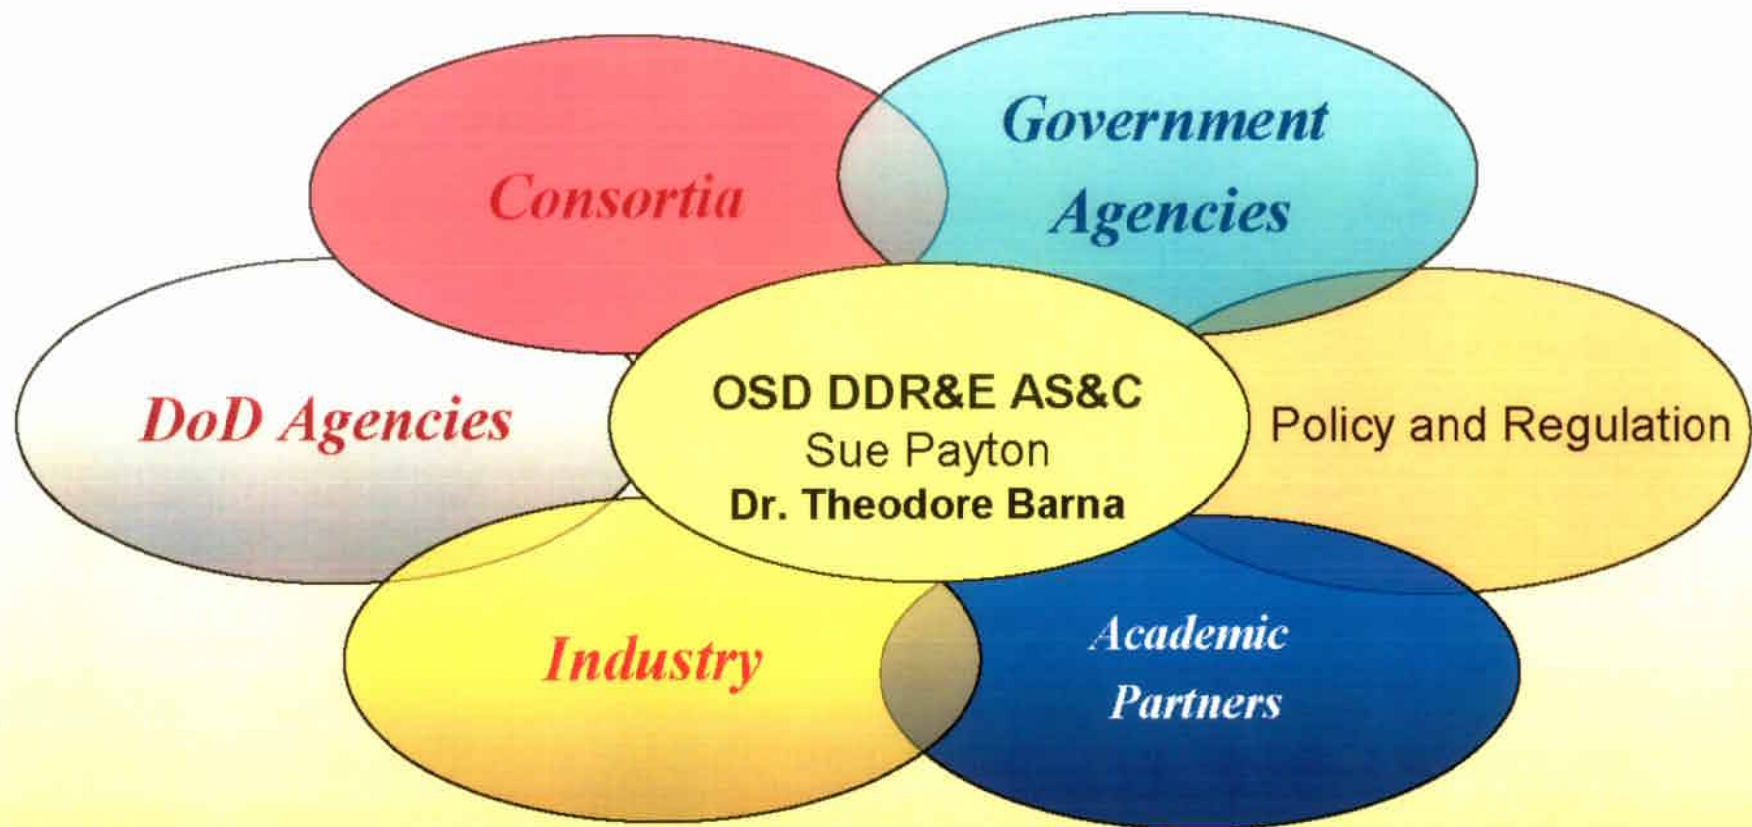 Consortia
Government
Agencies
DoD Agencies
OSD DDR&E AS&C
Sue Payton
Dr. Theodore Barna
Policy and Regulation
Industry
Academic
Partners